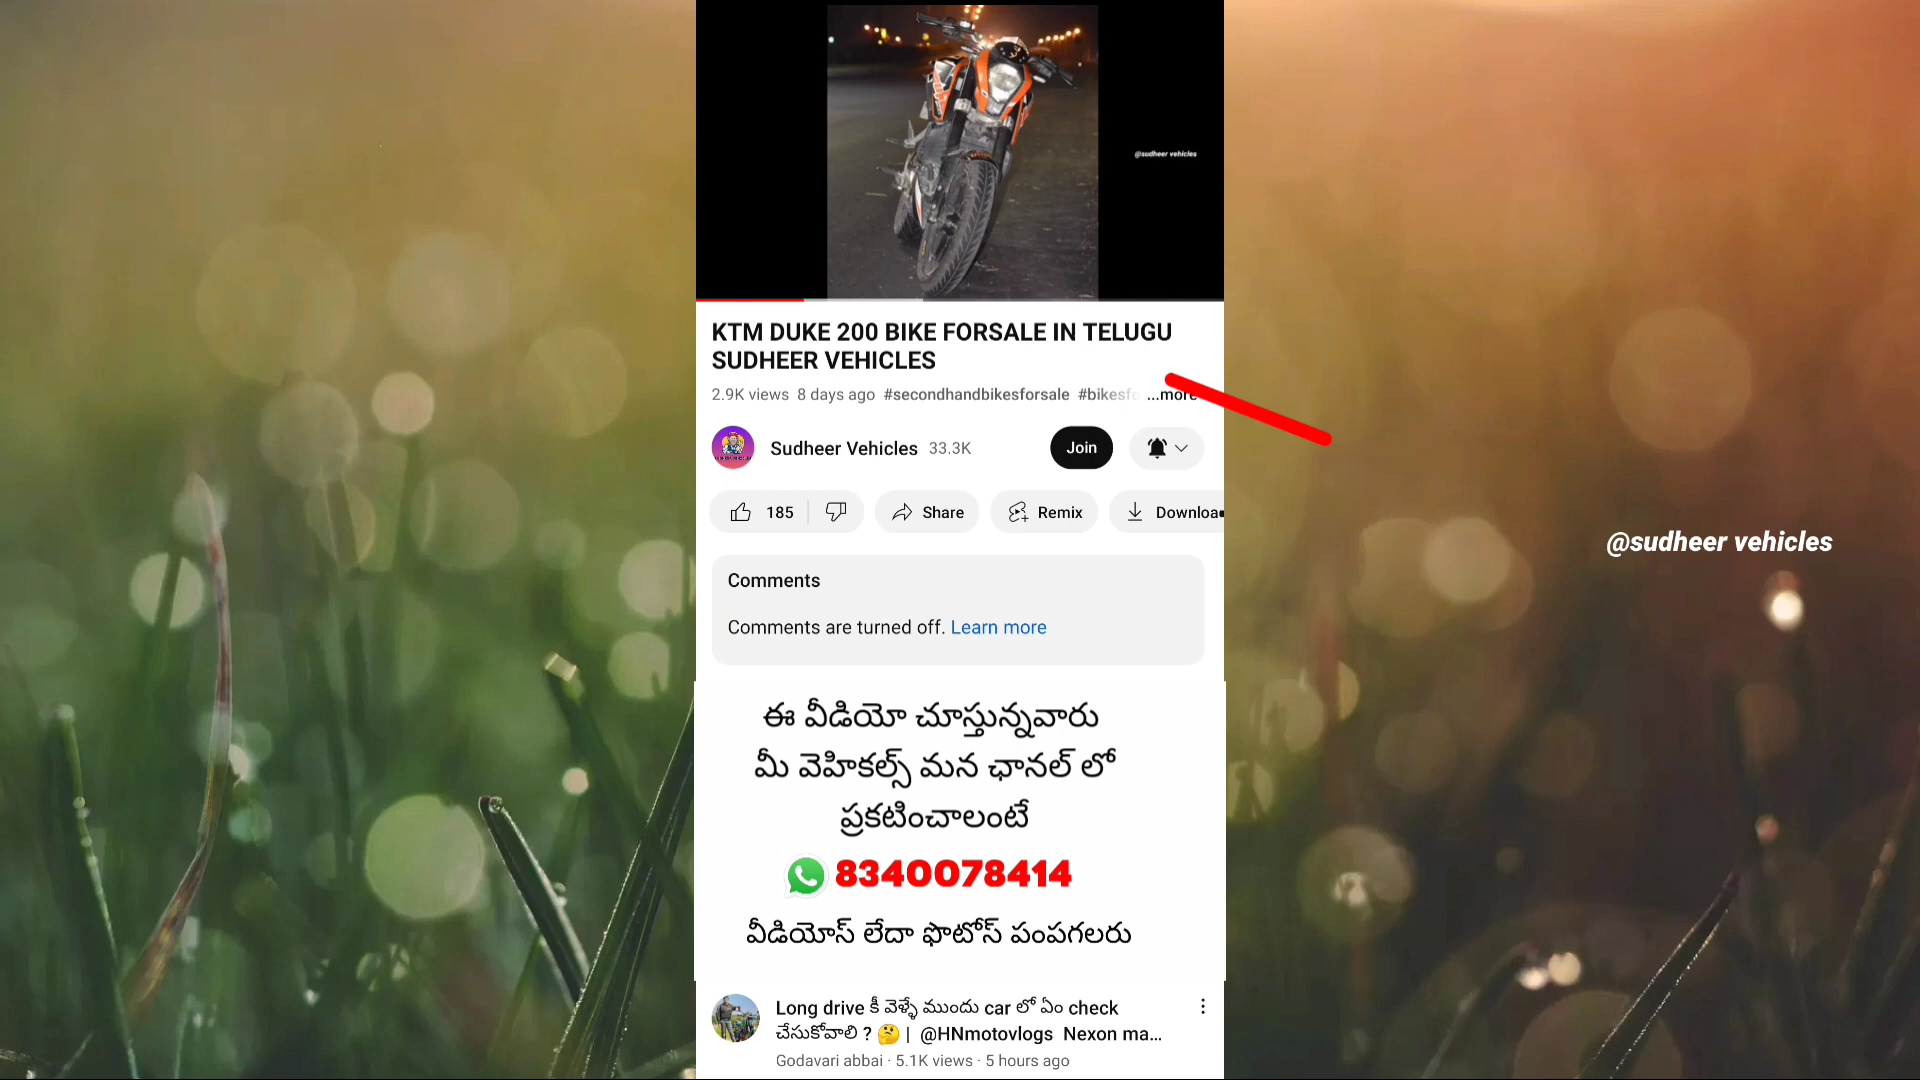 @sudheer vehicles
KTM DUKE 200 BIKE FORSALE IN TELUGU
SUDHEER VEHICLES
2.9K views 8 days ago #secondhandbikesforsale #bikesfo ...more
Sudheer Vehicles 33.3K Join
185 Share Remix Downloa
@sudheer vehicles
Comments
Comments are turned off. Learn more
ఈ వీడియో చూస్తున్నవారు
మీ వెహికల్స్ మన ఛానల్ లో
ప్రకటించాలంటే
8340078414
వీడియోస్ లేదా ఫొటోస్ పంపగలరు
Long drive కీ వెళ్ళే ముందు car లో ఏం check
చేసుకోవాలి ? 🤔 | @HNmotovlogs Nexon ma...
Godavari abbai · 5.1K views · 5 hours ago